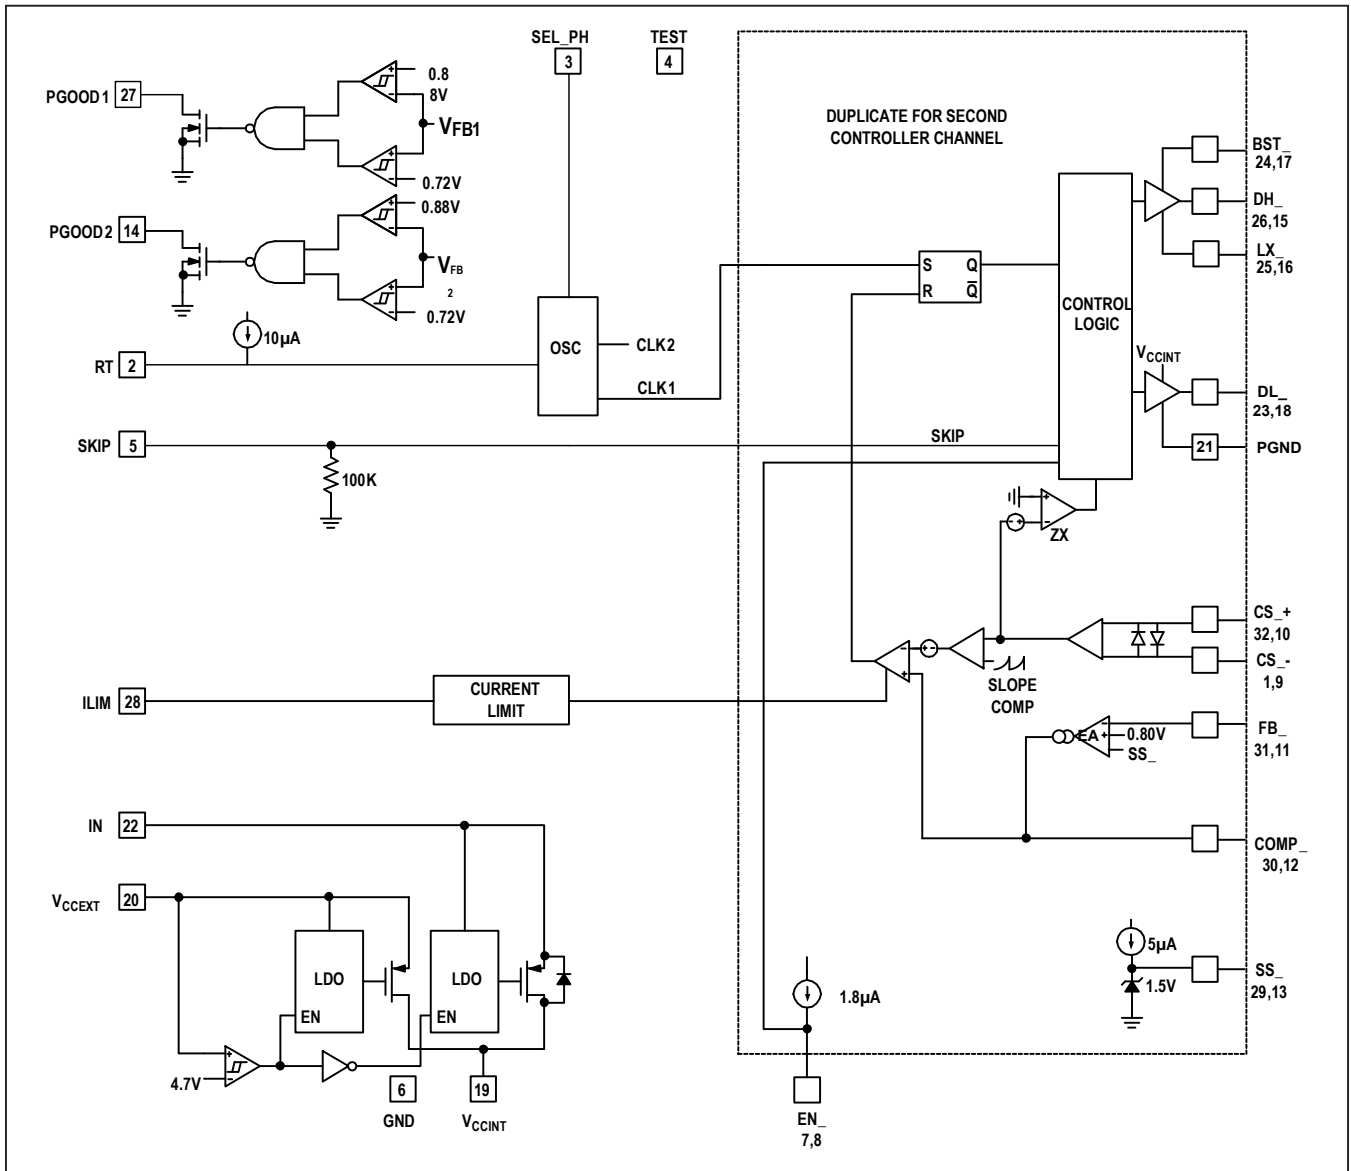 SEL_PH
3
TEST
4
PGOOD1
27
+
-
0.8
8V
VFB1
+
-
0.72V
PGOOD2
14
+
-
0.88V
VFB
2
+
-
0.72V
DUPLICATE FOR SECOND
CONTROLLER CHANNEL
BST_
24,17
DH_
26,15
LX_
25,16
S
Q
R
Q̅
CONTROL
LOGIC
10µA
RT
2
OSC
CLK2
CLK1
VCCINT
DL_
23,18
SKIP
5
SKIP
21
PGND
100K
+
-
- +
ZX
CS_+
32,10
CS_-
1,9
-
+
+ -
SLOPE
COMP
ILIM
28
CURRENT
LIMIT
EA
-
+
0.80V
SS_
FB_
31,11
IN
22
COMP_
30,12
VCCEXT
20
LDO
EN
LDO
EN
5µA
1.5V
SS_
29,13
1.8µA
+
-
4.7V
6
GND
19
VCCINT
EN_
7,8